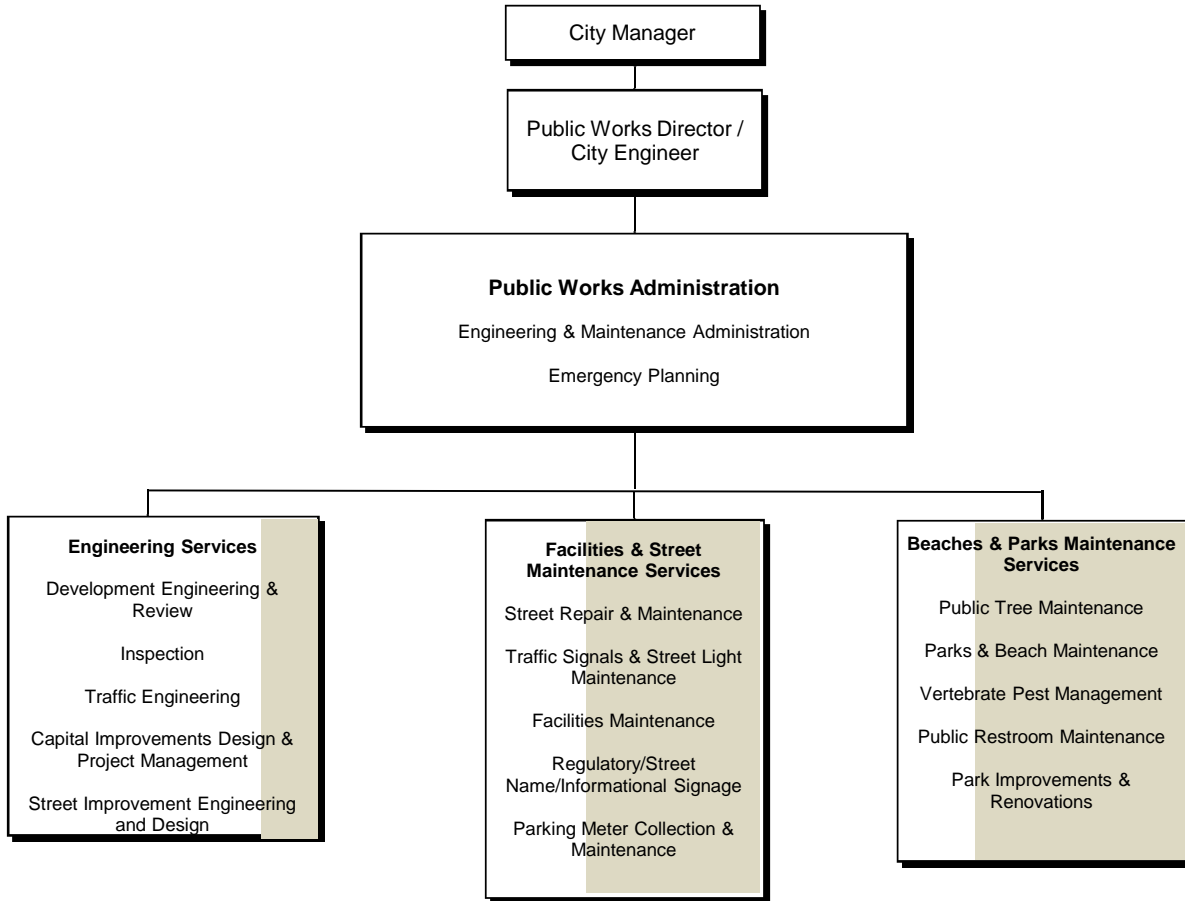 City Manager
Public Works Director /
City Engineer
Public Works Administration
Engineering & Maintenance Administration
Emergency Planning
Engineering Services
Development Engineering &
Review
Inspection
Traffic Engineering
Capital Improvements Design &
Project Management
Street Improvement Engineering
and Design
Facilities & Street
Maintenance Services
Street Repair & Maintenance
Traffic Signals & Street Light
Maintenance
Facilities Maintenance
Regulatory/Street
Name/Informational Signage
Parking Meter Collection &
Maintenance
Beaches & Parks Maintenance
Services
Public Tree Maintenance
Parks & Beach Maintenance
Vertebrate Pest Management
Public Restroom Maintenance
Park Improvements &
Renovations